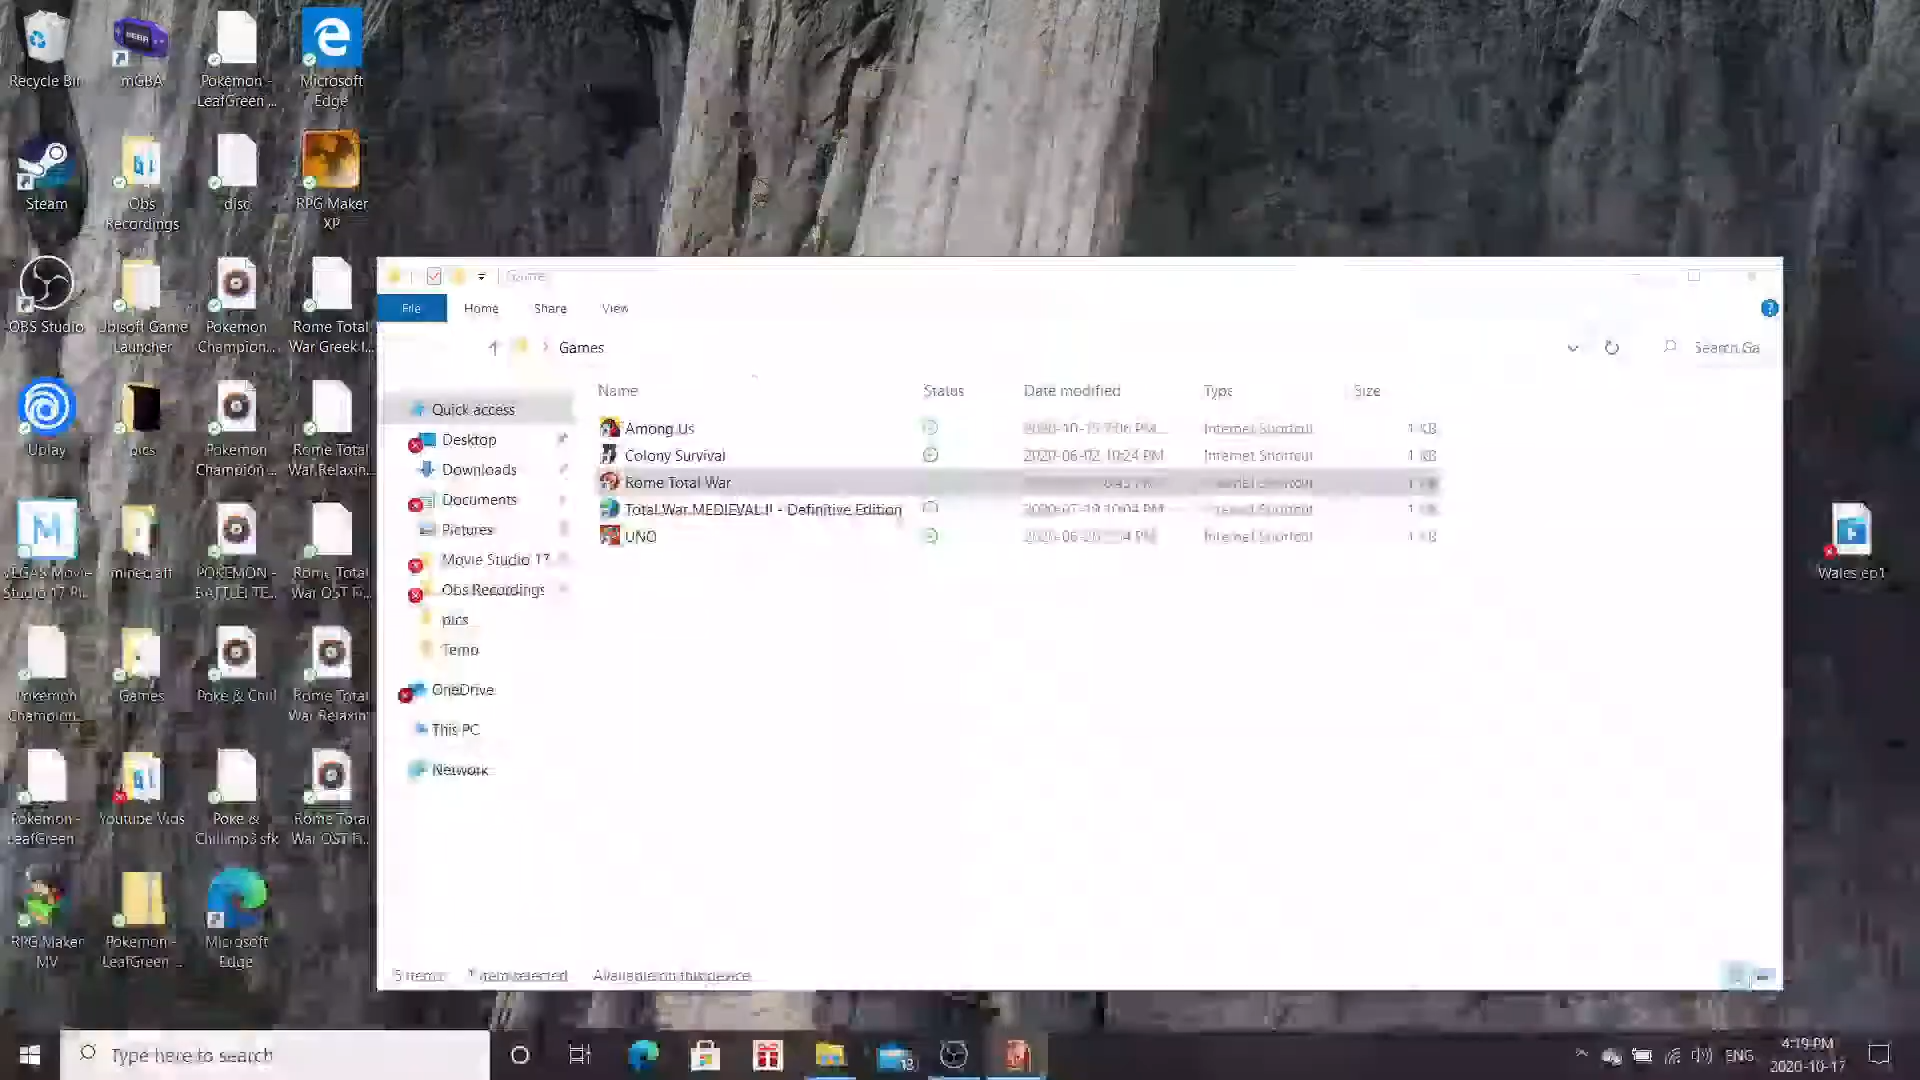 Recycle Bin
mGBA
Pokemon -
LeafGreen ...
Microsoft
Edge
Steam
Obs
Recordings
disc
RPG Maker
XP
OBS Studio
Ubisoft Game
Launcher
Pokemon
Champion...
Rome Total
War Greek I...
Uplay
pics
Pokemon
Champion ...
Rome Total
War Relaxin...
VEGAS Movie
Studio 17 Pl...
minecraft
POKEMON -
BATTLE! TE...
Rome Total
War OST Fi...
Pokemon
Champion...
Games
Poke & Chill
Rome Total
War Relaxin...
Pokemon -
LeafGreen
Youtube Vids
Poke &
Chill.mp3.sfk
Rome Total
War OST Fi...
RPG Maker
MV
Pokemon -
LeafGreen ...
Microsoft
Edge
Wales ep1
Games
File
Home
Share
View
Games
Search Ga
Name
Status
Date modified
Type
Size
Among Us
2020-10-15 7:06 PM
Internet Shortcut
1 KB
Colony Survival
2020-06-02 10:24 PM
Internet Shortcut
1 KB
Rome Total War
Internet Shortcut
1 KB
Total War MEDIEVAL II - Definitive Edition
2020-07-19 10:04 PM
Internet Shortcut
1 KB
UNO
Internet Shortcut
1 KB
Quick access
Desktop
Downloads
Documents
Pictures
Movie Studio 17
Obs Recordings
pics
Temp
OneDrive
This PC
Network
5 items
1 item selected
Available on this device
Type here to search
13
ENG
4:19 PM
2020-10-17